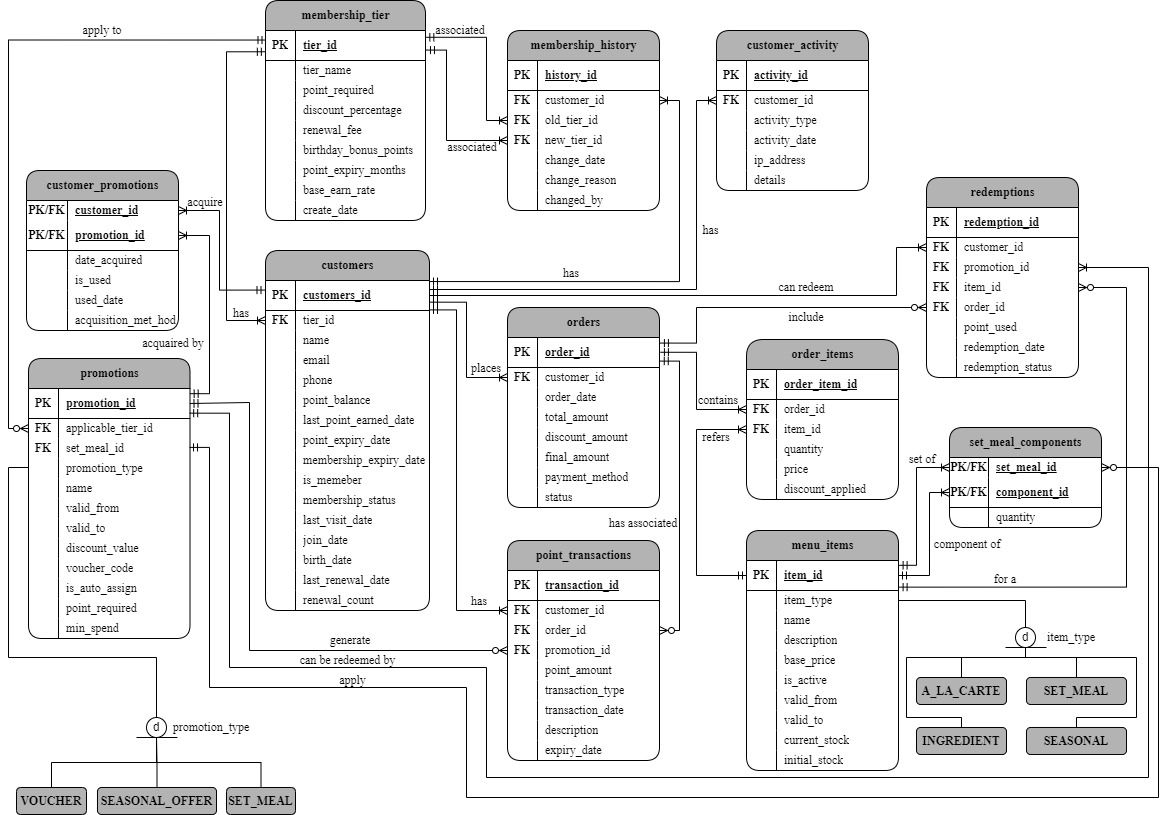 membership_tier
PK tier_id
tier_name
point_required
discount_percentage
renewal_fee
birthday_bonus_points
point_expiry_months
base_earn_rate
create_date
apply to
associated
associated
membership_history
PK history_id
FK customer_id
FK old_tier_id
FK new_tier_id
change_date
change_reason
changed_by
customer_activity
PK activity_id
FK customer_id
activity_type
activity_date
ip_address
details
customer_promotions
PK/FK customer_id
PK/FK promotion_id
date_acquired
is_used
used_date
acquisition_met_hod
acquire
acquaired by
has
customers
PK customers_id
FK tier_id
name
email
phone
point_balance
last_point_earned_date
point_expiry_date
membership_expiry_date
is_memeber
membership_status
last_visit_date
join_date
birth_date
last_renewal_date
renewal_count
has
has
can redeem
include
redemptions
PK redemption_id
FK customer_id
FK promotion_id
FK item_id
FK order_id
point_used
redemption_date
redemption_status
places
orders
PK order_id
FK customer_id
order_date
total_amount
discount_amount
final_amount
payment_method
status
contains
refers
order_items
PK order_item_id
FK order_id
FK item_id
quantity
price
discount_applied
promotions
PK promotion_id
FK applicable_tier_id
FK set_meal_id
promotion_type
name
valid_from
valid_to
discount_value
voucher_code
is_auto_assign
point_required
min_spend
set of
component of
set_meal_components
PK/FK set_meal_id
PK/FK component_id
quantity
has associated
has
point_transactions
PK transaction_id
FK customer_id
FK order_id
FK promotion_id
point_amount
transaction_type
transaction_date
description
expiry_date
menu_items
PK item_id
item_type
name
description
base_price
is_active
valid_from
valid_to
current_stock
initial_stock
for a
generate
can be redeemed by
apply
d item_type
A_LA_CARTE
SET_MEAL
INGREDIENT
SEASONAL
d promotion_type
VOUCHER
SEASONAL_OFFER
SET_MEAL